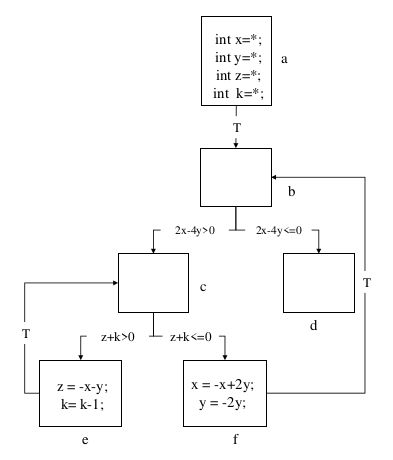 int x=*;
int y=*;
int z=*;
int k=*;
a
T
b
2x-4y>0
2x-4y<=0
c
d
T
T
z+k>0
z+k<=0
z = -x-y;
k= k-1;
x = -x+2y;
y = -2y;
e
f